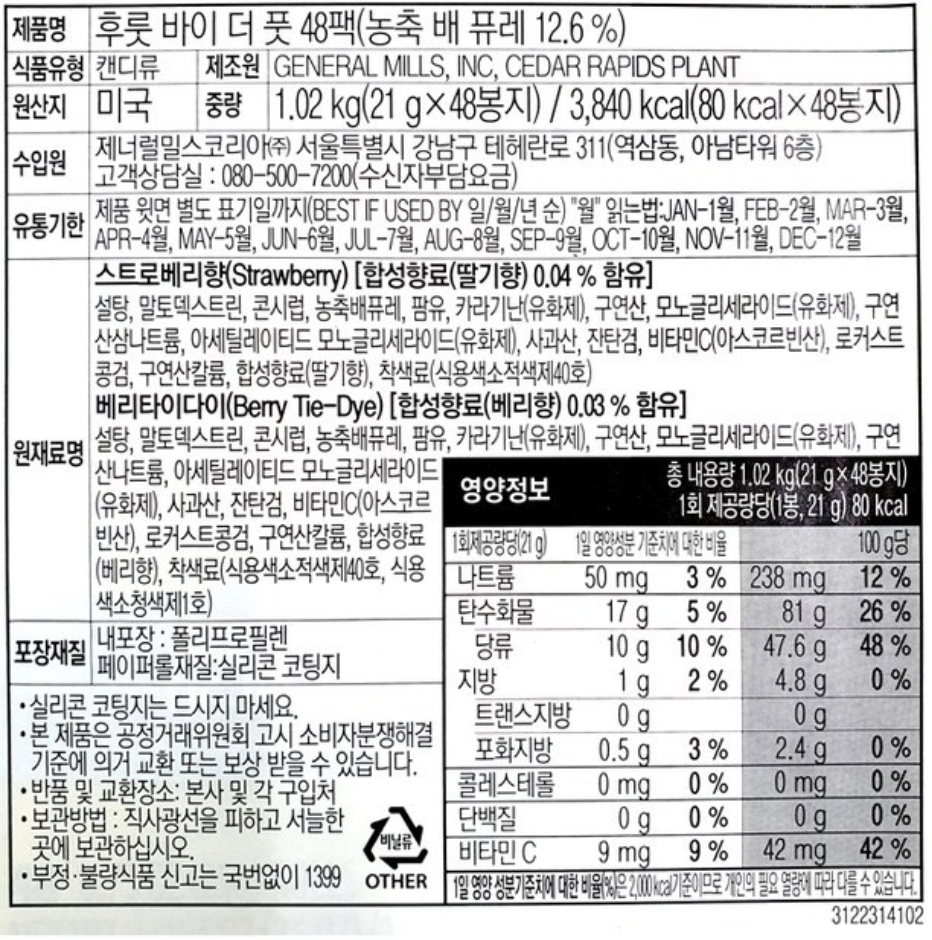 제품명 후룻 바이 더 풋 48팩(농축 배 퓨레 12.6 %)
식품유형 캔디류 제조원 GENERAL MILLS, INC, CEDAR RAPIDS PLANT
원산지 미국 중량 1.02 kg(21 g×48봉지) / 3,840 kcal(80 kcal×48봉지)
수입원 제너럴밀스코리아㈜ 서울특별시 강남구 테헤란로 311(역삼동, 아남타워 6층)
고객상담실 : 080-500-7200(수신자부담요금)
유통기한 제품 윗면 별도 표기일까지(BEST IF USED BY 일/월/년 순) "월" 읽는법:JAN-1월, FEB-2월, MAR-3월,
APR-4월, MAY-5월, JUN-6월, JUL-7월, AUG-8월, SEP-9월, OCT-10월, NOV-11월, DEC-12월
원재료명
스트로베리향(Strawberry) [합성향료(딸기향) 0.04 % 함유]
설탕, 말토덱스트린, 콘시럽, 농축배퓨레, 팜유, 카라기난(유화제), 구연산, 모노글리세라이드(유화제), 구연
산삼나트륨, 아세틸레이티드 모노글리세라이드(유화제), 사과산, 잔탄검, 비타민C(아스코르빈산), 로커스트
콩검, 구연산칼륨, 합성향료(딸기향), 착색료(식용색소적색제40호)
베리타이다이(Berry Tie-Dye) [합성향료(베리향) 0.03 % 함유]
설탕, 말토덱스트린, 콘시럽, 농축배퓨레, 팜유, 카라기난(유화제), 구연산, 모노글리세라이드(유화제), 구연
산나트륨, 아세틸레이티드 모노글리세라이드
(유화제), 사과산, 잔탄검, 비타민C(아스코르
빈산), 로커스트콩검, 구연산칼륨, 합성향료
(베리향), 착색료(식용색소적색제40호, 식용
색소청색제1호)
포장재질 내포장 : 폴리프로필렌
페이퍼롤재질:실리콘 코팅지
•실리콘 코팅지는 드시지 마세요.
•본 제품은 공정거래위원회 고시 소비자분쟁해결
기준에 의거 교환 또는 보상 받을 수 있습니다.
•반품 및 교환장소: 본사 및 각 구입처
•보관방법 : 직사광선을 피하고 서늘한
곳에 보관하십시오.
•부정·불량식품 신고는 국번없이 1399
비닐류
OTHER
영양정보 총 내용량 1.02 kg(21 g×48봉지)
1회 제공량당(1봉, 21 g) 80 kcal
1회제공량당(21 g) 1일 영양성분 기준치에 대한 비율 100 g당
나트륨 50 mg 3 % 238 mg 12 %
탄수화물 17 g 5 % 81 g 26 %
당류 10 g 10 % 47.6 g 48 %
지방 1 g 2 % 4.8 g 0 %
트랜스지방 0 g 0 g
포화지방 0.5 g 3 % 2.4 g 0 %
콜레스테롤 0 mg 0 % 0 mg 0 %
단백질 0 g 0 % 0 g 0 %
비타민 C 9 mg 9 % 42 mg 42 %
1일 영양 성분기준치에 대한 비율(%)은 2,000 kcal기준이므로 개인의 필요 열량에 따라 다를 수 있습니다.
3122314102